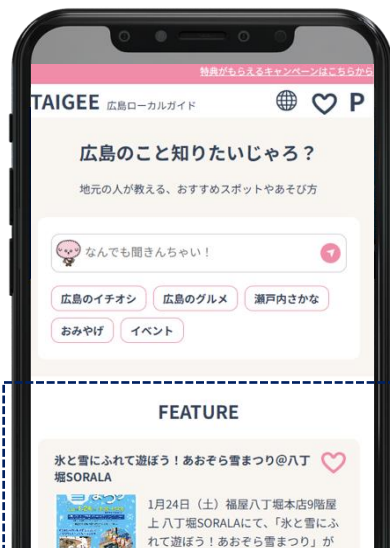 特典がもらえるキャンペーンはこちらから
TAIGEE 広島ローカルガイド P
広島のこと知りたいじゃろ？
地元の人が教える、おすすめスポットやあそび方
なんでも聞きんちゃい！
広島のイチオシ 広島のグルメ 瀬戸内さかな
おみやげ イベント
FEATURE
氷と雪にふれて遊ぼう！あおぞら雪まつり＠八丁
堀SORALA
1月24日（土）福屋八丁堀本店9階屋
上 八丁堀SORALAにて、「氷と雪にふ
れて遊ぼう！あおぞら雪まつり」が